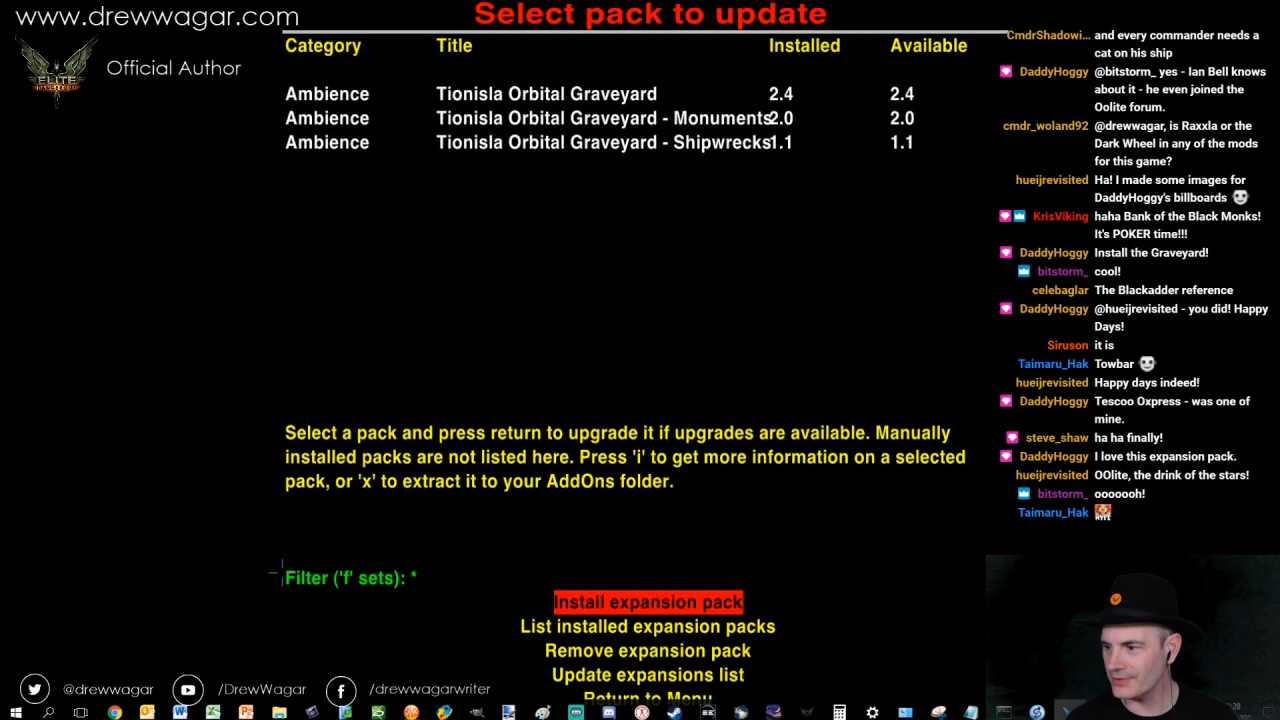 www.drewwagar.com
ELITE
DANGEROUS
Official Author
Select pack to update
Category Title Installed Available
Ambience Tionisla Orbital Graveyard 2.4 2.4
Ambience Tionisla Orbital Graveyard - Monuments 2.0 2.0
Ambience Tionisla Orbital Graveyard - Shipwrecks 1.1 1.1
Select a pack and press return to upgrade it if upgrades are available. Manually
installed packs are not listed here. Press 'i' to get more information on a selected
pack, or 'x' to extract it to your AddOns folder.
Filter ('f' sets): *
Install expansion pack
List installed expansion packs
Remove expansion pack
Update expansions list
Return to Menu
@drewwagar /DrewWagar /drewwagarwriter
CmdrShadowi... and every commander needs a
cat on his ship
DaddyHoggy @bitstorm_ yes - Ian Bell knows
about it - he even joined the
Oolite forum.
cmdr_woland92 @drewwagar, is Raxxla or the
Dark Wheel in any of the mods
for this game?
hueijrevisited Ha! I made some images for
DaddyHoggy's billboards
KrisViking haha Bank of the Black Monks!
It's POKER time!!!
DaddyHoggy Install the Graveyard!
bitstorm_ cool!
celebaglar The Blackadder reference
DaddyHoggy @hueijrevisited - you did! Happy
Days!
Siruson it is
Taimaru_Hak Towbar
hueijrevisited Happy days indeed!
DaddyHoggy Tescoo Oxpress - was one of
mine.
steve_shaw ha ha finally!
DaddyHoggy I love this expansion pack.
hueijrevisited OOlite, the drink of the stars!
bitstorm_ ooooooh!
Taimaru_Hak HYPE